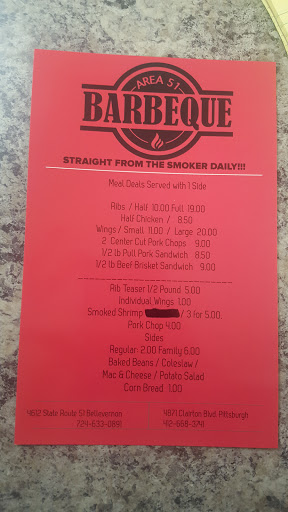 AREA 51
BARBEQUE
STRAIGHT FROM THE SMOKER DAILY!!!
Meal Deals Served with 1 Side
Ribs / Half 10.00 Full 19.00
Half Chicken / 8.50
Wings / Small 11.00 / Large 20.00
2 Center Cut Pork Chops 9.00
1/2 lb Pull Pork Sandwich 8.50
1/2 lb Beef Brisket Sandwich 9.00
Rib Teaser 1/2 Pound 5.00
Individual Wings 1.00
Smoked Shrimp / 3 for 5.00
Pork Chop 4.00
Sides
Regular 2.00 Family 6.00
Baked Beans / Coleslaw /
Mac & Cheese / Potato Salad
Corn Bread 1.00
4612 State Route 51 Bellevernon
724-633-0891
4871 Clairton Blvd. Pittsburgh
412-668-3741